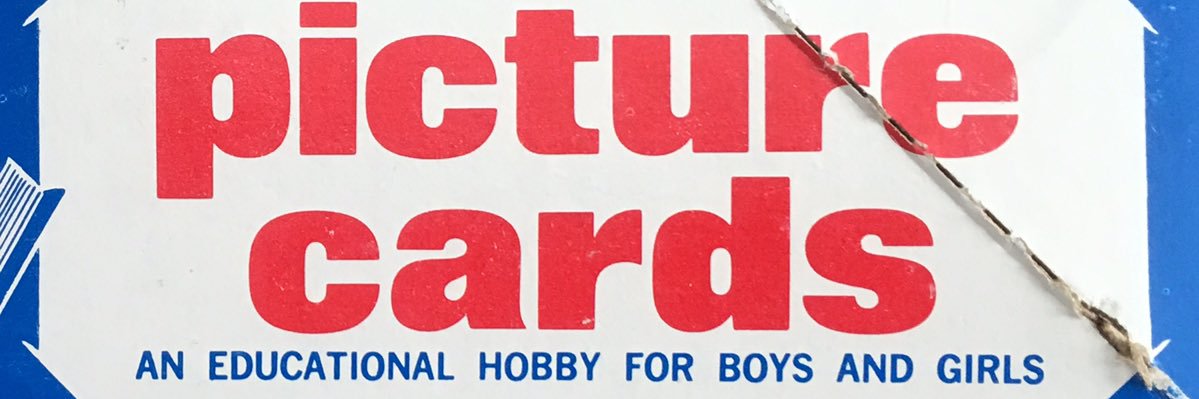 picture
cards
AN EDUCATIONAL HOBBY FOR BOYS AND GIRLS